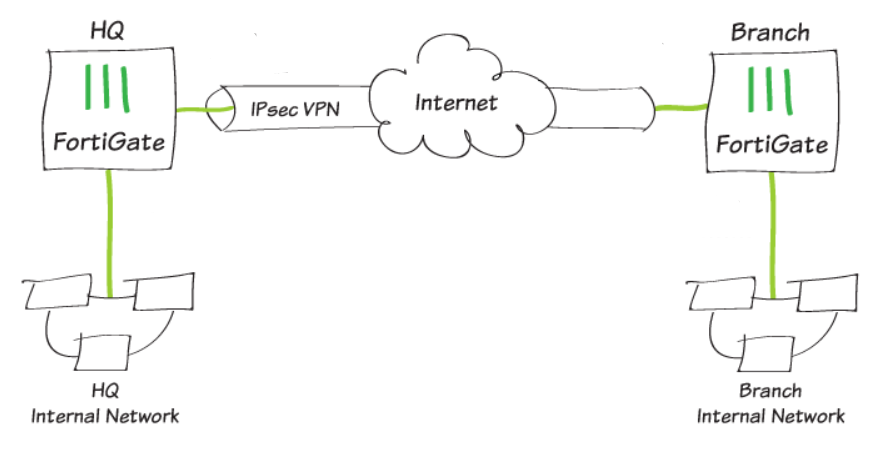 HQ
Branch
FortiGate
IPsec VPN
Internet
FortiGate
HQ
Internal Network
Branch
Internal Network